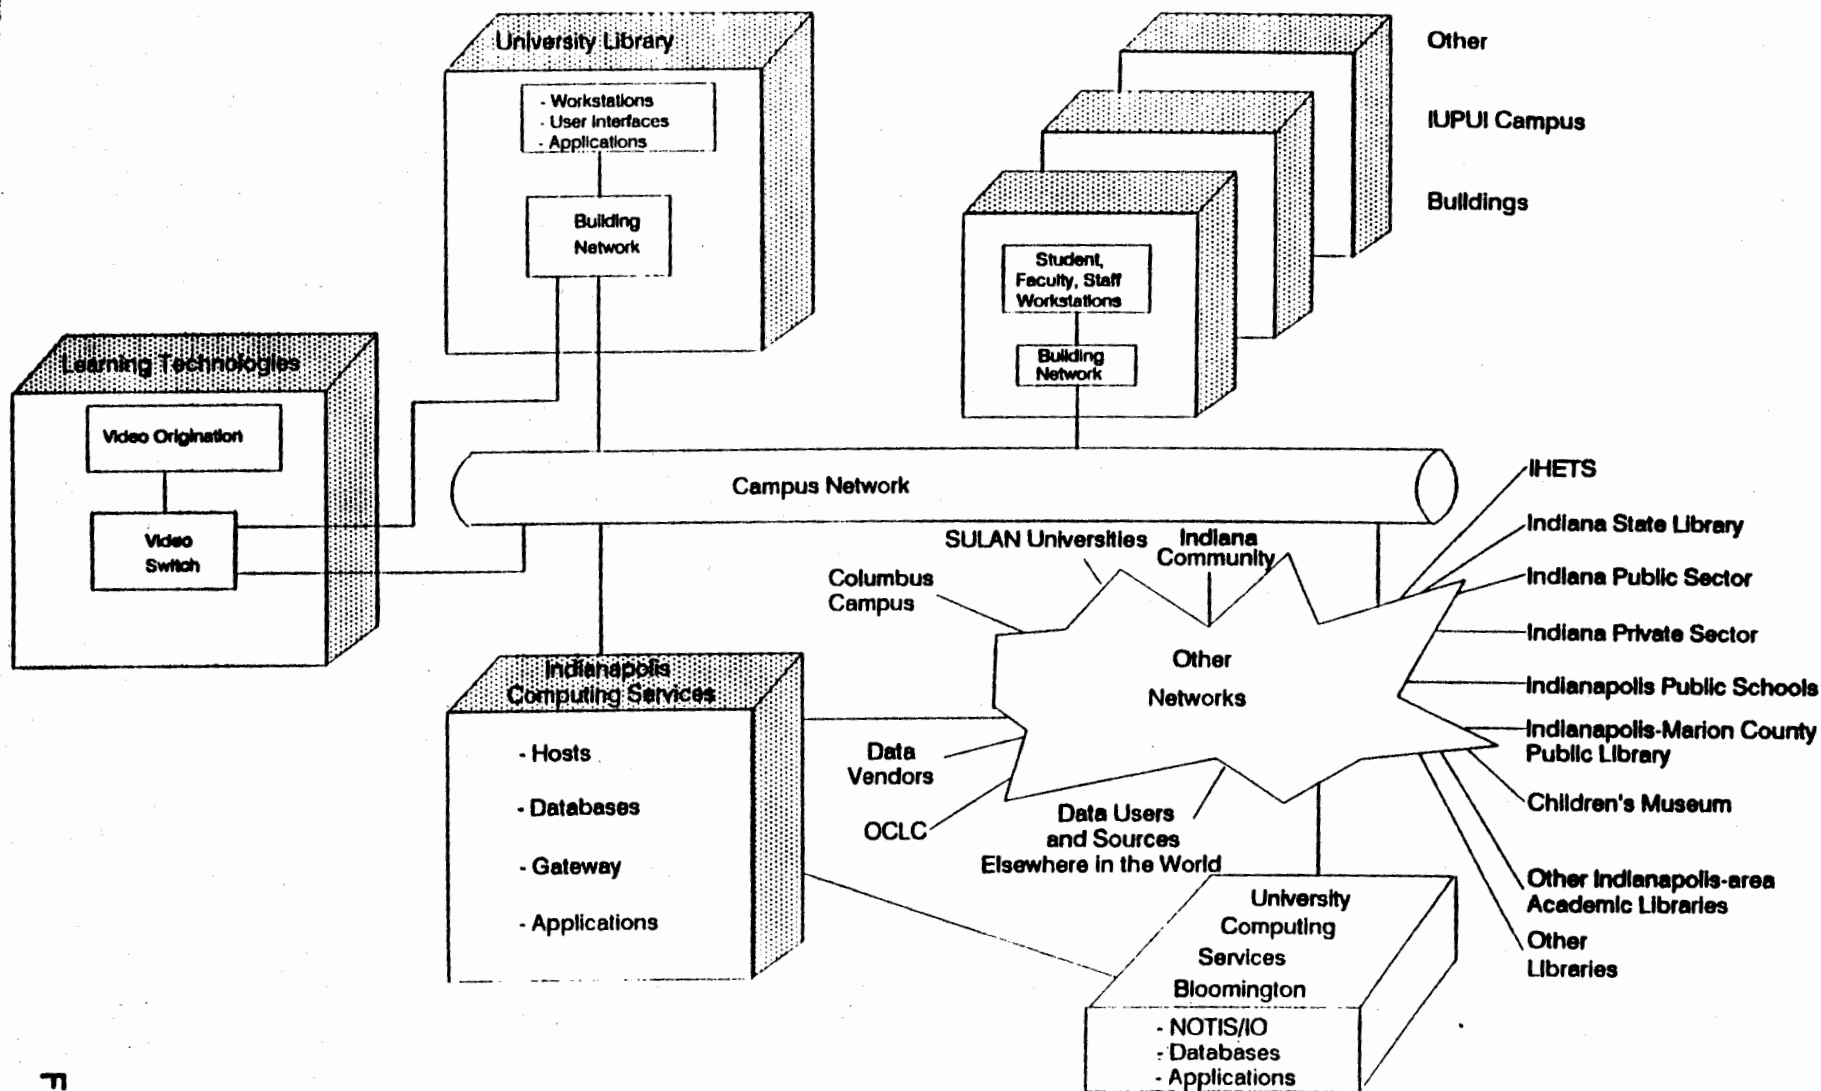 University Library
- Workstations
- User Interfaces
- Applications
Building
Network
Other
IUPUI Campus
Buildings
Student,
Faculty, Staff
Workstations
Building
Network
Learning Technologies
Video Origination
Video
Switch
Campus Network
SULAN Universities
Indiana
Community
Columbus
Campus
IHETS
Indiana State Library
Indiana Public Sector
Indiana Private Sector
Indianapolis Public Schools
Indianapolis-Marion County
Public Library
Children's Museum
Other Indianapolis-area
Academic Libraries
Other
Libraries
Other
Networks
Indianapolis
Computing Services
- Hosts
- Databases
- Gateway
- Applications
Data
Vendors
OCLC
Data Users
and Sources
Elsewhere in the World
University
Computing
Services
Bloomington
- NOTIS/IO
- Databases
- Applications
F